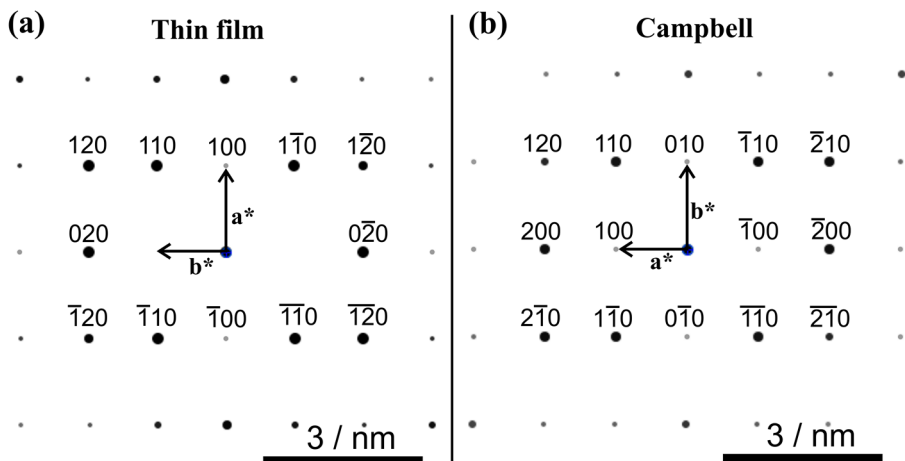 (a) Thin film
120 110 100 11̅0 12̅0
a*
020 02̅0
b*
1̅20 1̅10 1̅00 1̅1̅0 1̅2̅0
3 / nm
(b) Campbell
120 110 010 1̅10 2̅10
b*
200 100 1̅00 2̅00
a*
21̅0 11̅0 01̅0 1̅1̅0 2̅1̅0
3 / nm